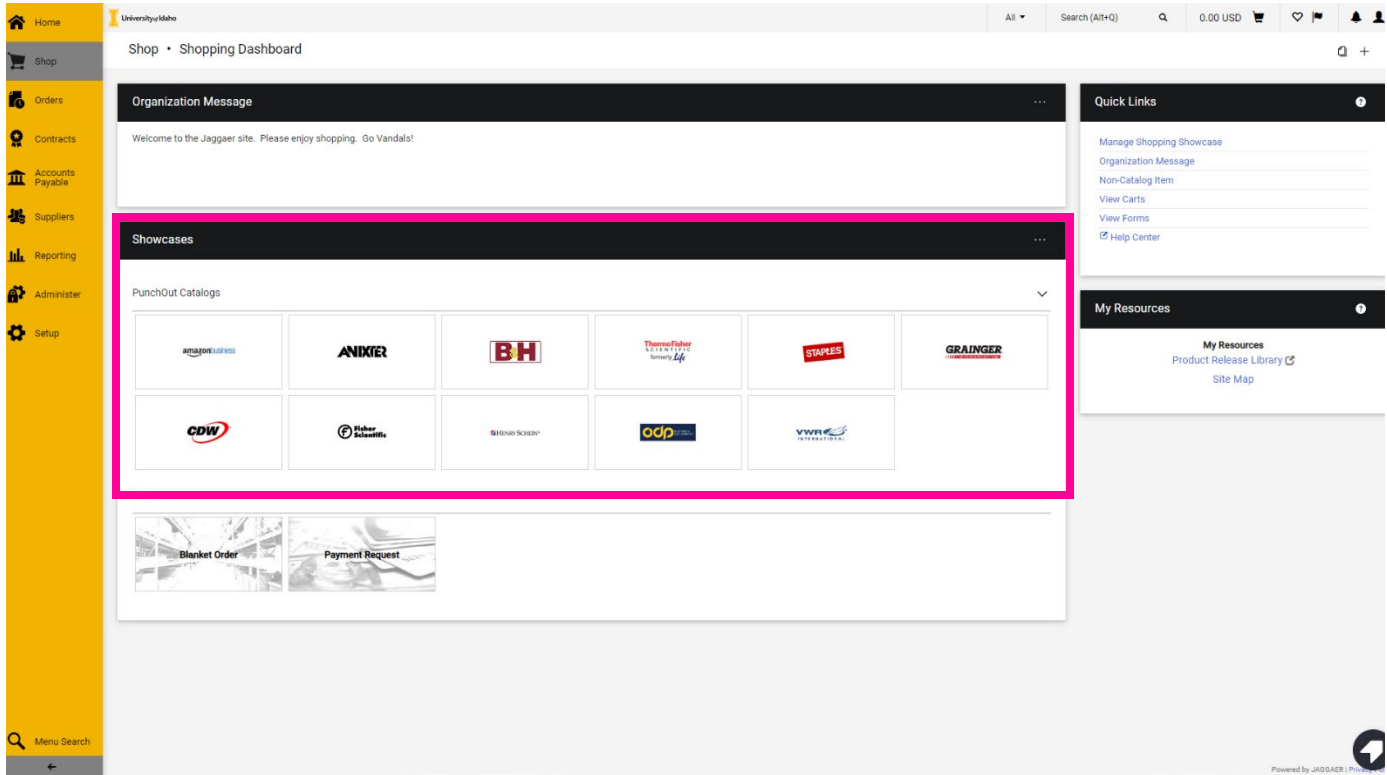 Home
Shop
Orders
Contracts
Accounts
Payable
Suppliers
Reporting
Administer
Setup
Menu Search
University of Idaho
All
Search (Alt+Q)
0.00 USD
Shop • Shopping Dashboard
Organization Message
Welcome to the Jaggaer site. Please enjoy shopping. Go Vandals!
Showcases
PunchOut Catalogs
amazonbusiness
ANIXTER
B&H
ThermoFisher
SCIENTIFIC
formerly Life
STAPLES
GRAINGER
CDW
Fisher
Scientific
HENRY SCHEIN®
odp
VWR
INTERNATIONAL
Blanket Order
Payment Request
Quick Links
Manage Shopping Showcase
Organization Message
Non-Catalog Item
View Carts
View Forms
Help Center
My Resources
My Resources
Product Release Library
Site Map
Powered by JAGGAER | Privacy